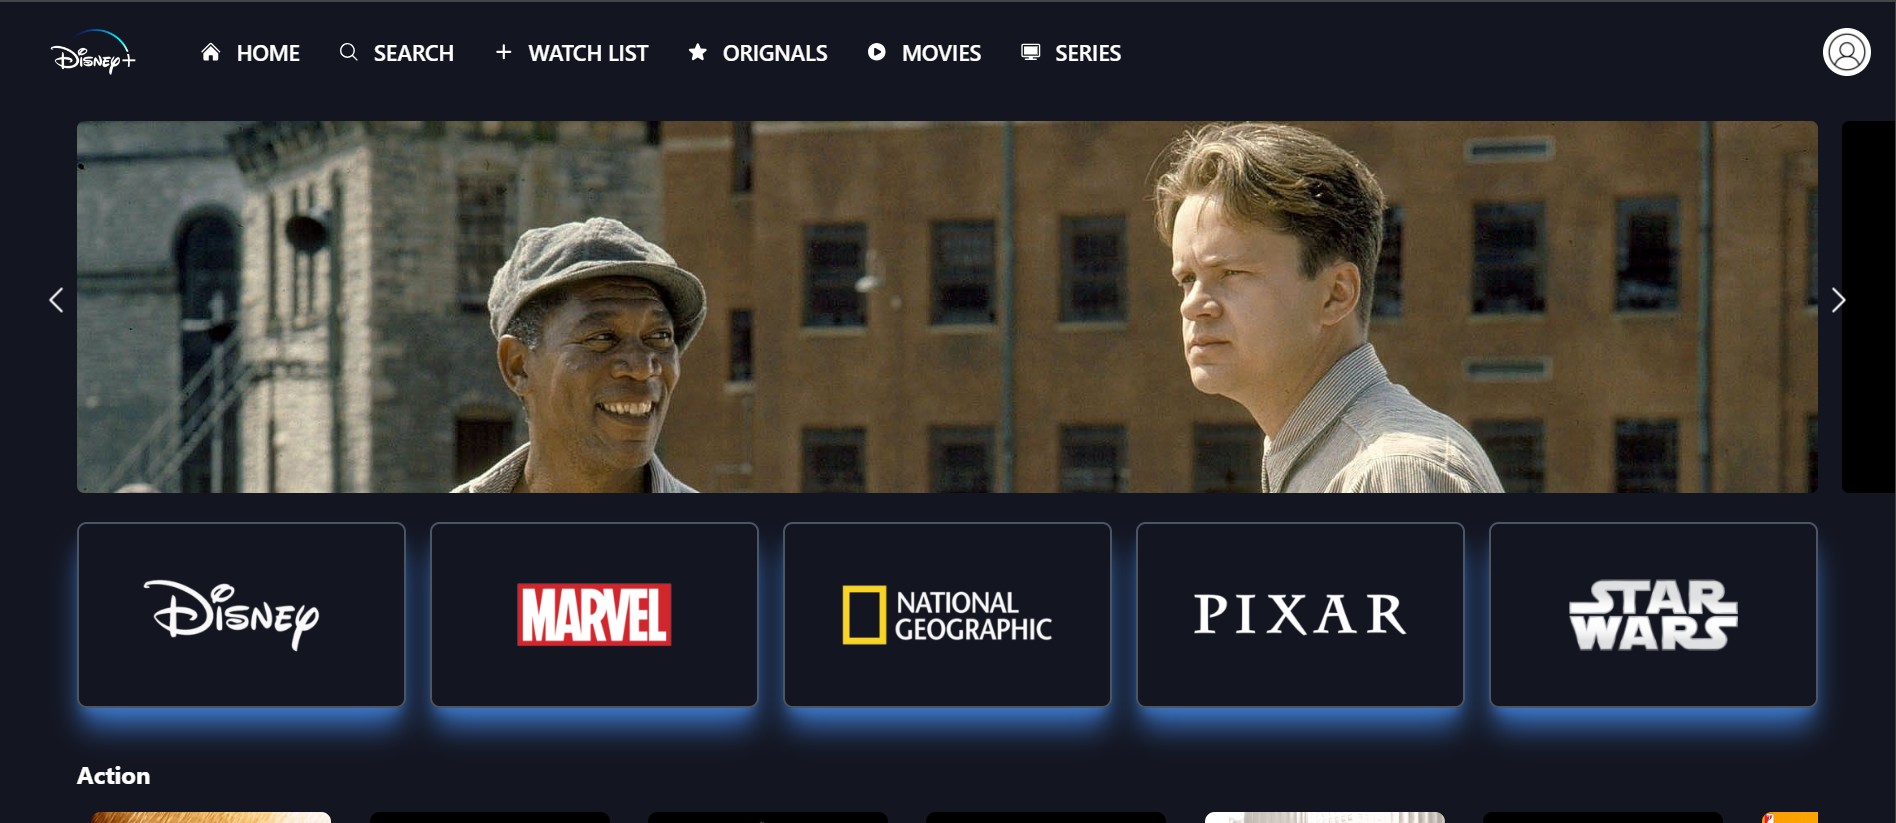 Disney+
HOME
SEARCH
WATCH LIST
ORIGNALS
MOVIES
SERIES
Disney
MARVEL
NATIONAL
GEOGRAPHIC
PIXAR
STAR
WARS
Action